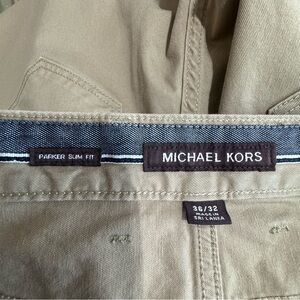 PARKER SLIM FIT
MICHAEL KORS
36/32
MADE IN
SRI LANKA